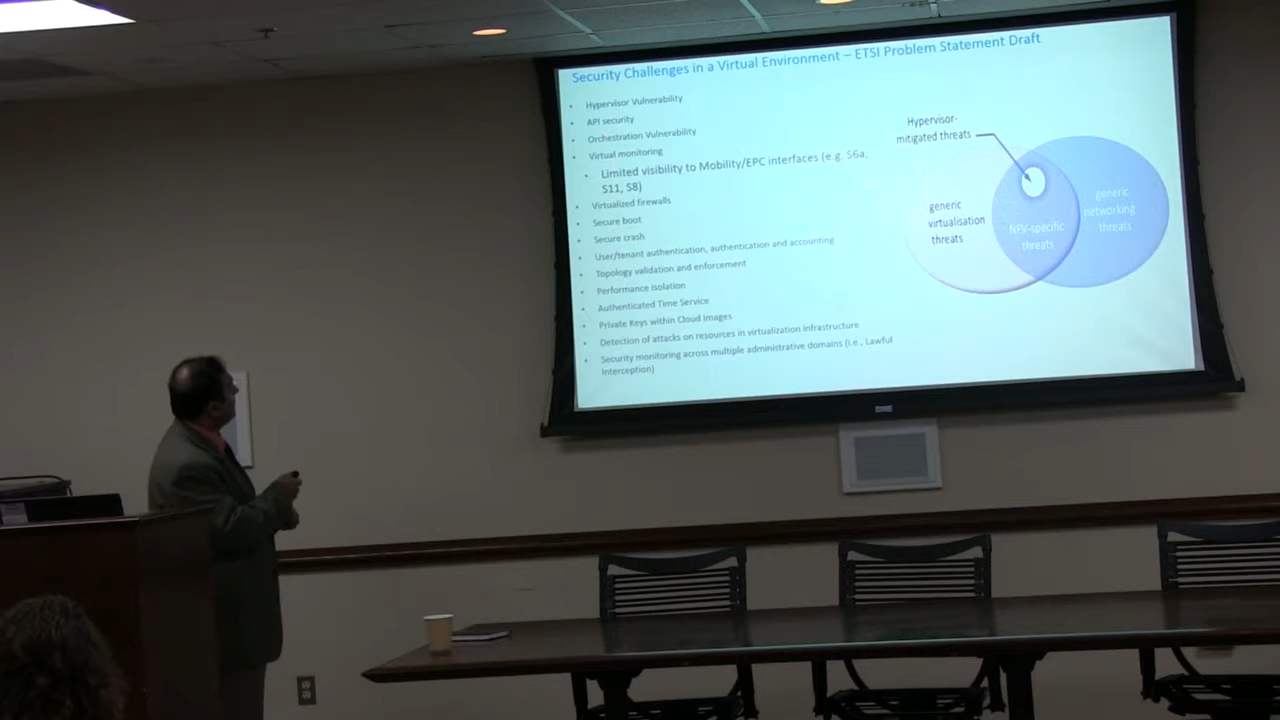 Security Challenges in a Virtual Environment – ETSI Problem Statement Draft
• Hypervisor Vulnerability
• API security
• Orchestration Vulnerability
• Virtual monitoring
• Limited visibility to Mobility/EPC interfaces (e.g. S6a,
S11, S8)
• Virtualized firewalls
• Secure boot
• Secure crash
• User/tenant authentication, authentication and accounting
• Topology validation and enforcement
• Performance isolation
• Authenticated Time Service
• Private Keys within Cloud Images
• Detection of attacks on resources in virtualization infrastructure
• Security monitoring across multiple administrative domains (i.e., Lawful
Interception)
Hypervisor-
mitigated threats
generic
virtualisation
threats
NFV-specific
threats
generic
networking
threats